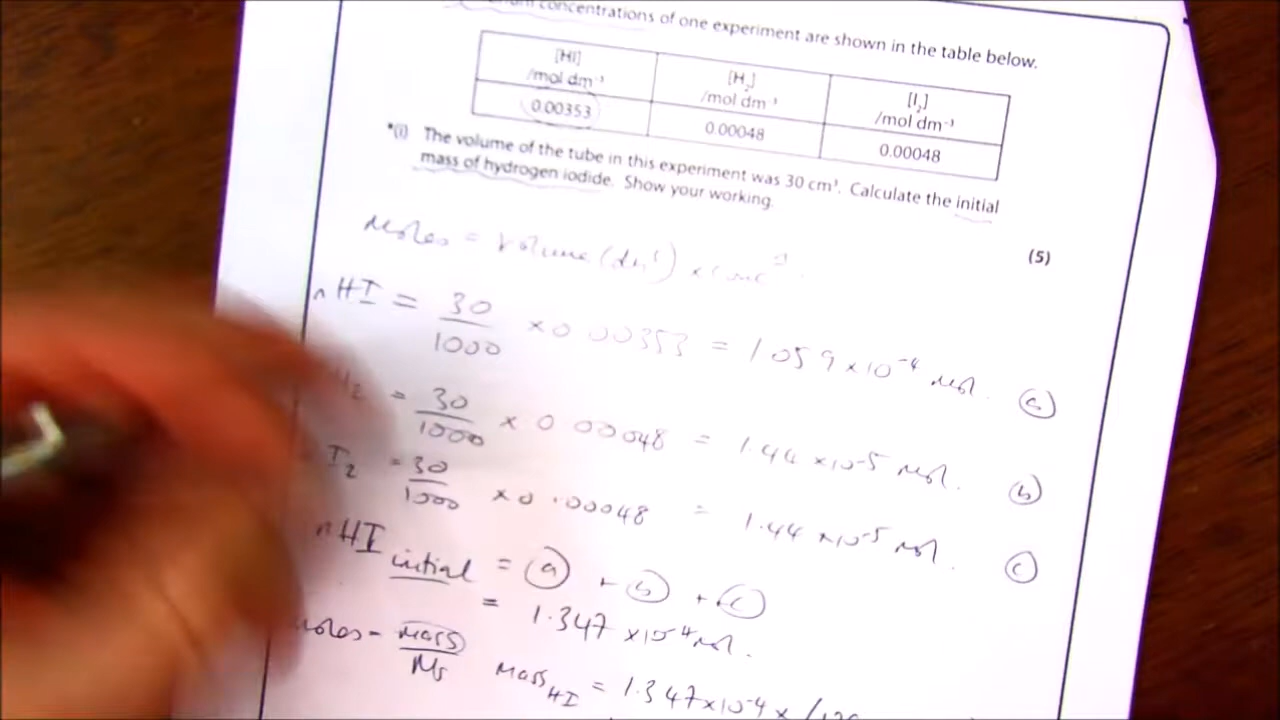 concentrations of one experiment are shown in the table below.
[HI] /mol dm⁻³ [H₂] /mol dm⁻³ [I₂] /mol dm⁻³
0.00353 0.00048 0.00048
*(i) The volume of the tube in this experiment was 30 cm³. Calculate the initial
mass of hydrogen iodide. Show your working.
(5)
Moles = Volume (dm³) × conc
nHI = 30/1000 × 0.00353 = 1.059 × 10⁻⁴ mol. (a)
H₂ = 30/1000 × 0.00048 = 1.44 × 10⁻⁵ mol. (b)
I₂ = 30/1000 × 0.00048 = 1.44 × 10⁻⁵ mol. (c)
nHI initial = (a) + (b) + (c)
= 1.347 × 10⁻⁴ mol.
moles = mass/Mr Mass HI = 1.347 × 10⁻⁴ ×